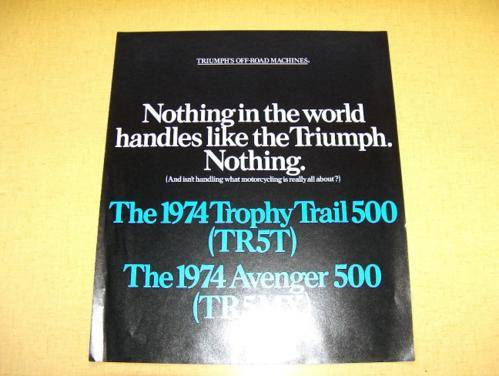 TRIUMPH'S OFF-ROAD MACHINES.
Nothing in the world
handles like the Triumph.
Nothing.
(And isn't handling what motorcycling is really all about?)
The 1974 Trophy Trail 500
(TR5T)
The 1974 Avenger 500